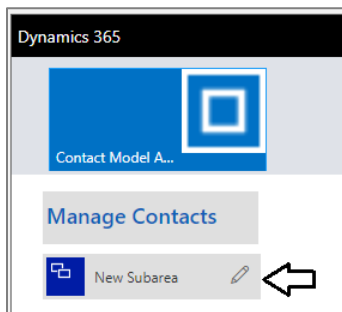 Dynamics 365
Contact Model A...
Manage Contacts
New Subarea